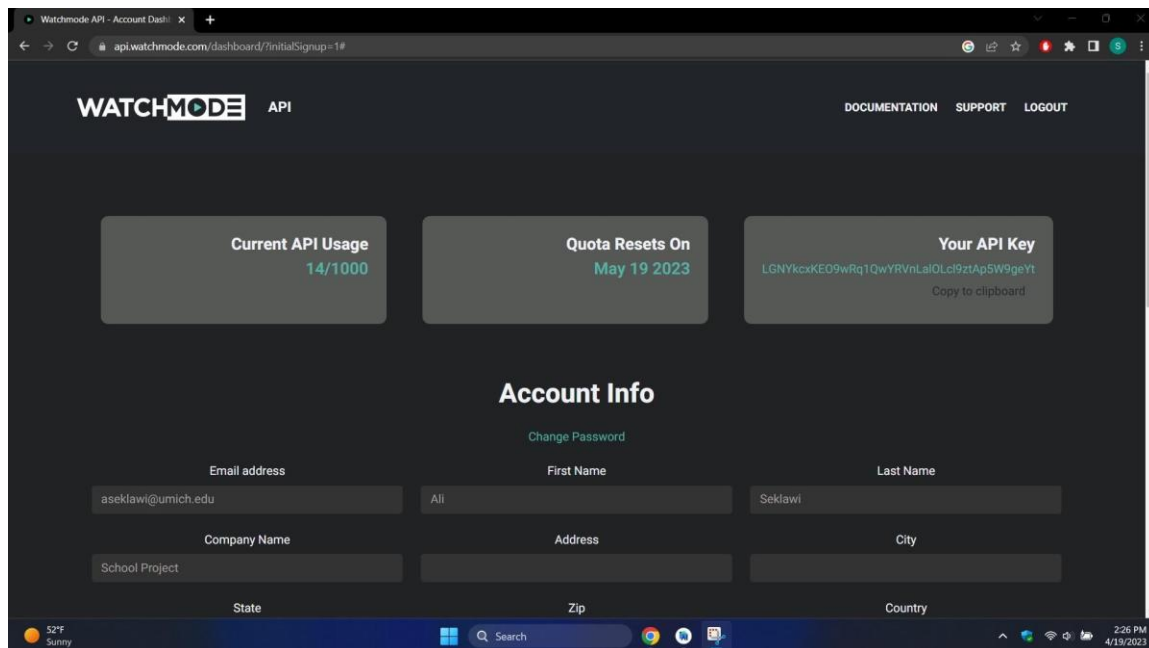 Watchmode API - Account Dash
api.watchmode.com/dashboard/?initialSignup=1#
S
WATCHMODE API
DOCUMENTATION SUPPORT LOGOUT
Current API Usage
14/1000
Quota Resets On
May 19 2023
Your API Key
Copy to clipboard
Account Info
Change Password
Email address First Name Last Name
aseklawi@umich.edu Ali Seklawi
Company Name Address City
School Project
State Zip Country
52°F
Sunny
Search
2:26 PM
4/19/2023